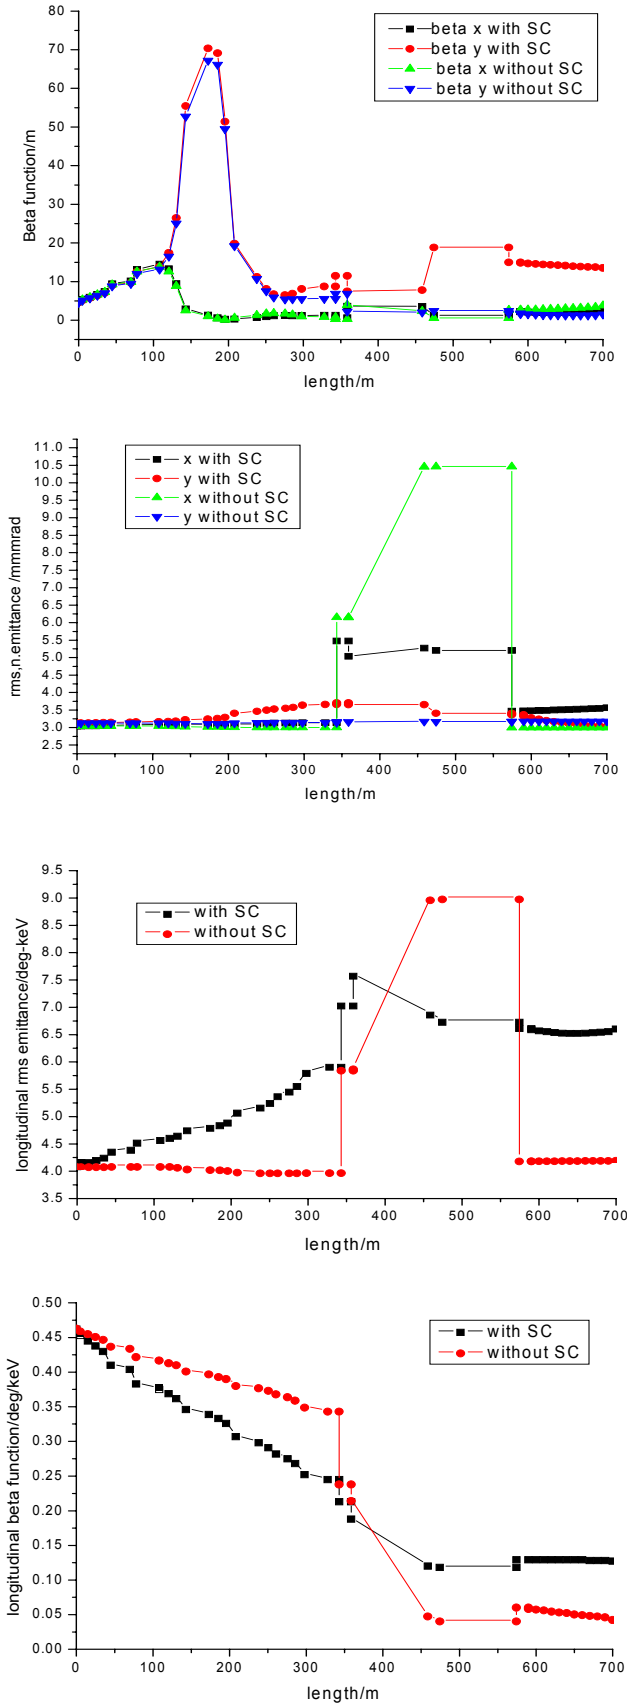 80
70
60
50
40
30
20
10
0
Beta function/m
beta x with SC
beta y with SC
beta x without SC
beta y without SC
0 100 200 300 400 500 600 700
length/m
11.0
10.5
10.0
9.5
9.0
8.5
8.0
7.5
7.0
6.5
6.0
5.5
5.0
4.5
4.0
3.5
3.0
2.5
rms,n.emittance /mmmrad
x with SC
y with SC
x without SC
y without SC
0 100 200 300 400 500 600 700
length/m
9.5
9.0
8.5
8.0
7.5
7.0
6.5
6.0
5.5
5.0
4.5
4.0
3.5
longitudinal rms emittance/deg-keV
with SC
without SC
0 100 200 300 400 500 600 700
length/m
0.50
0.45
0.40
0.35
0.30
0.25
0.20
0.15
0.10
0.05
0.00
longitudinal beta function/deg/keV
with SC
without SC
0 100 200 300 400 500 600 700
length/m